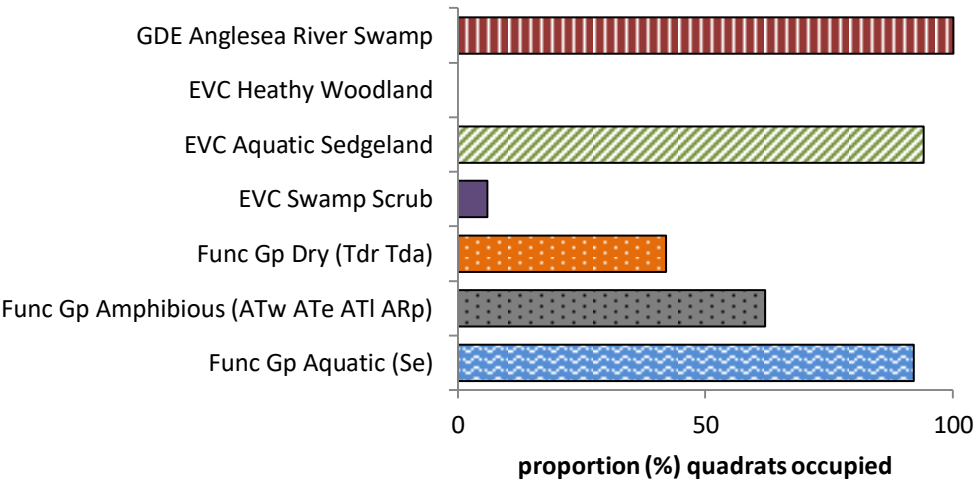 GDE Anglesea River Swamp
EVC Heathy Woodland
EVC Aquatic Sedgeland
EVC Swamp Scrub
Func Gp Dry (Tdr Tda)
Func Gp Amphibious (ATw ATe ATl ARp)
Func Gp Aquatic (Se)
0 50 100
proportion (%) quadrats occupied